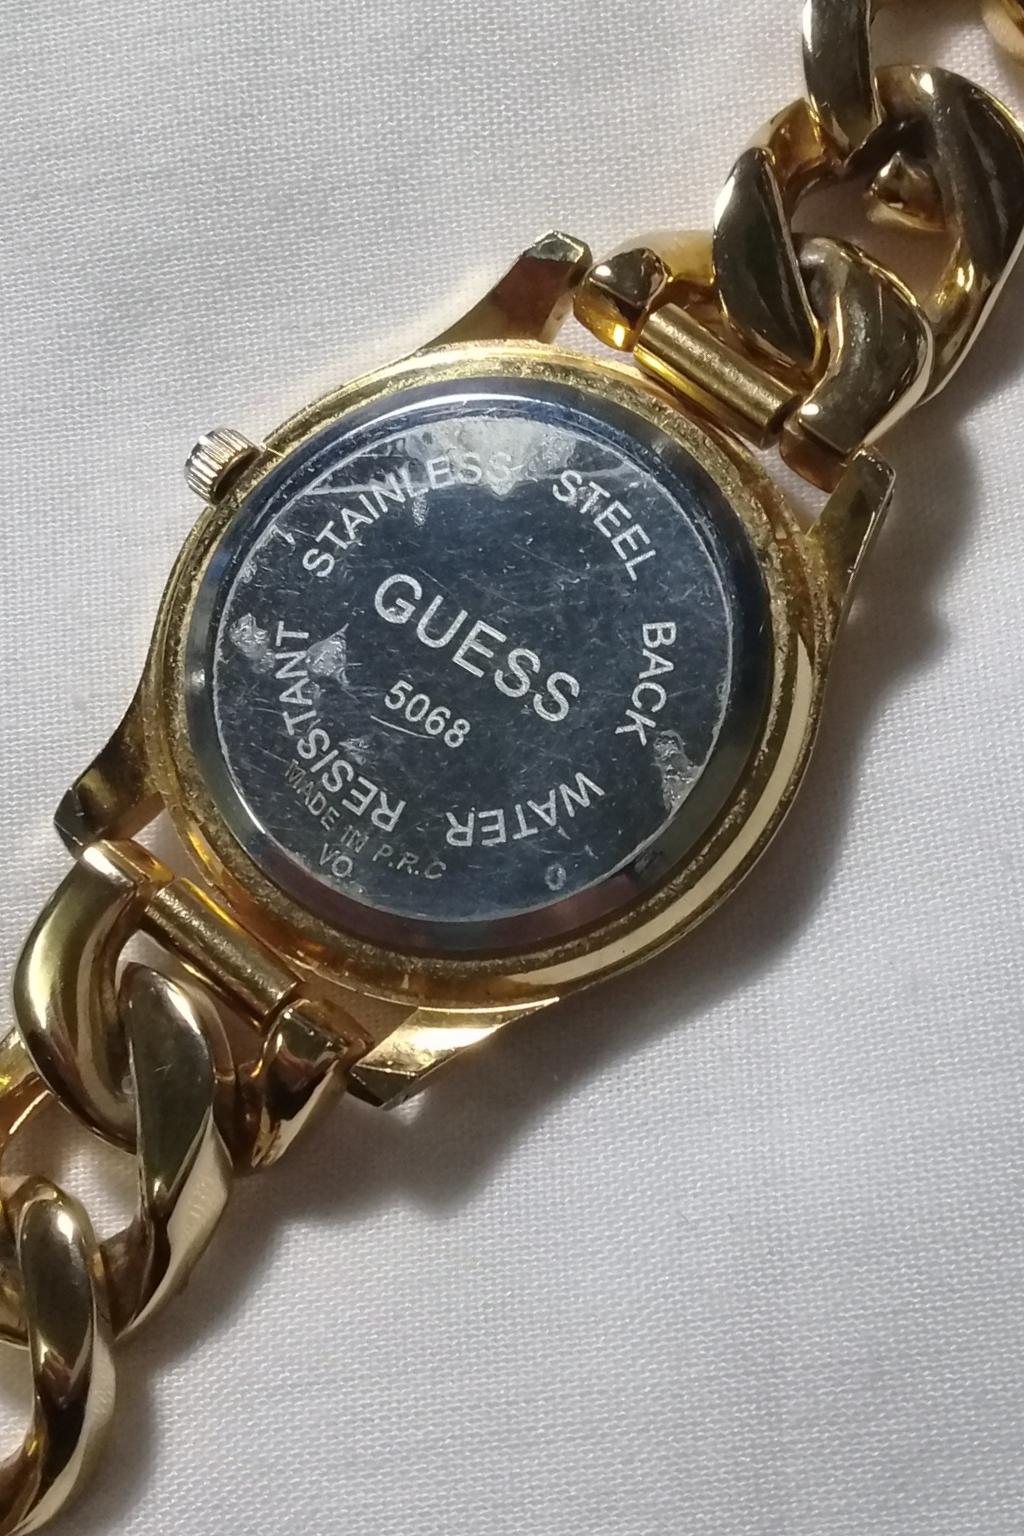 STAINLESS STEEL BACK WATER RESISTANT
GUESS
5068
MADE IN P.R.C
VO